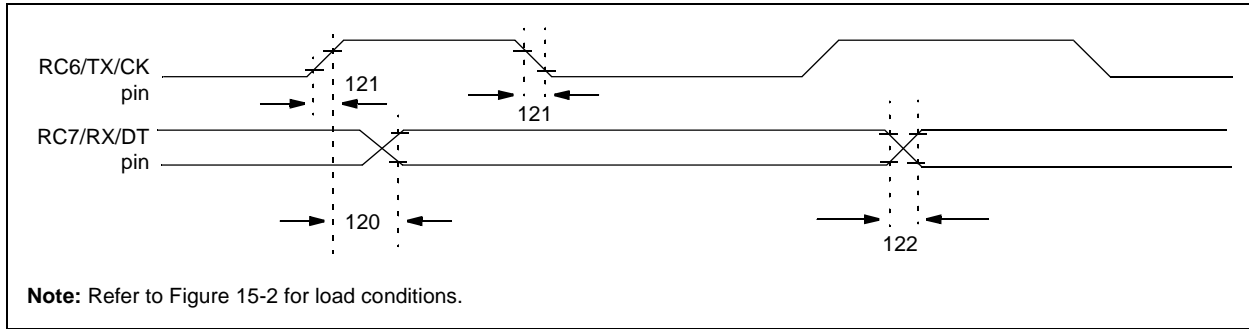 RC6/TX/CK
pin
121
121
RC7/RX/DT
pin
120
122
Note: Refer to Figure 15-2 for load conditions.